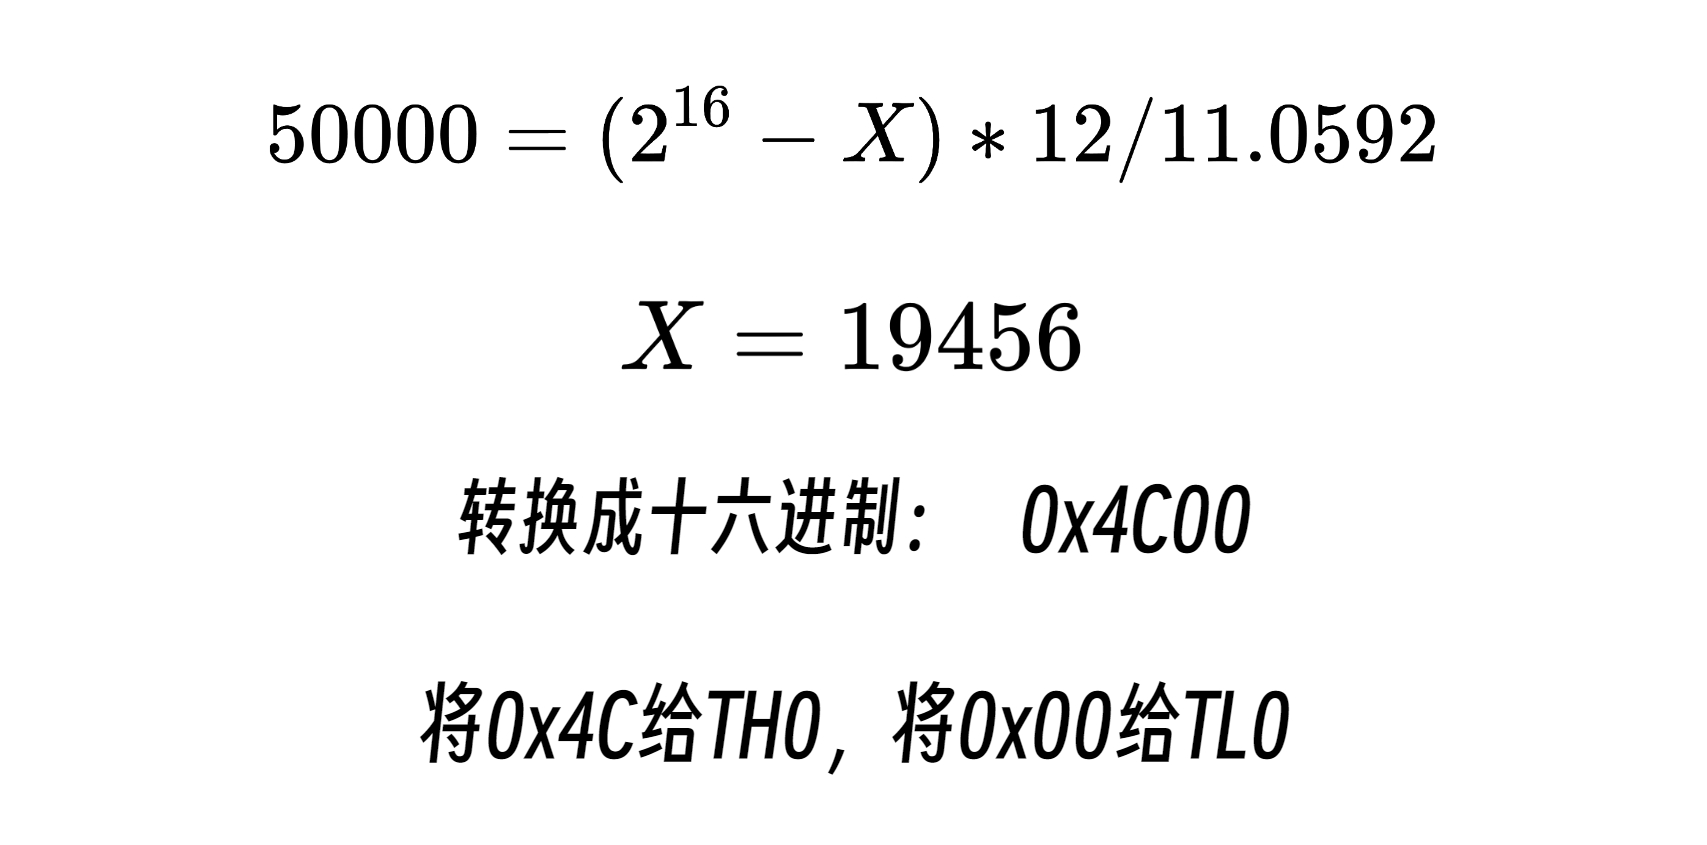 50000 = (2^16 − X) * 12/11.0592
X = 19456
转换成十六进制： 0x4C00
将0x4C给TH0，将0x00给TL0